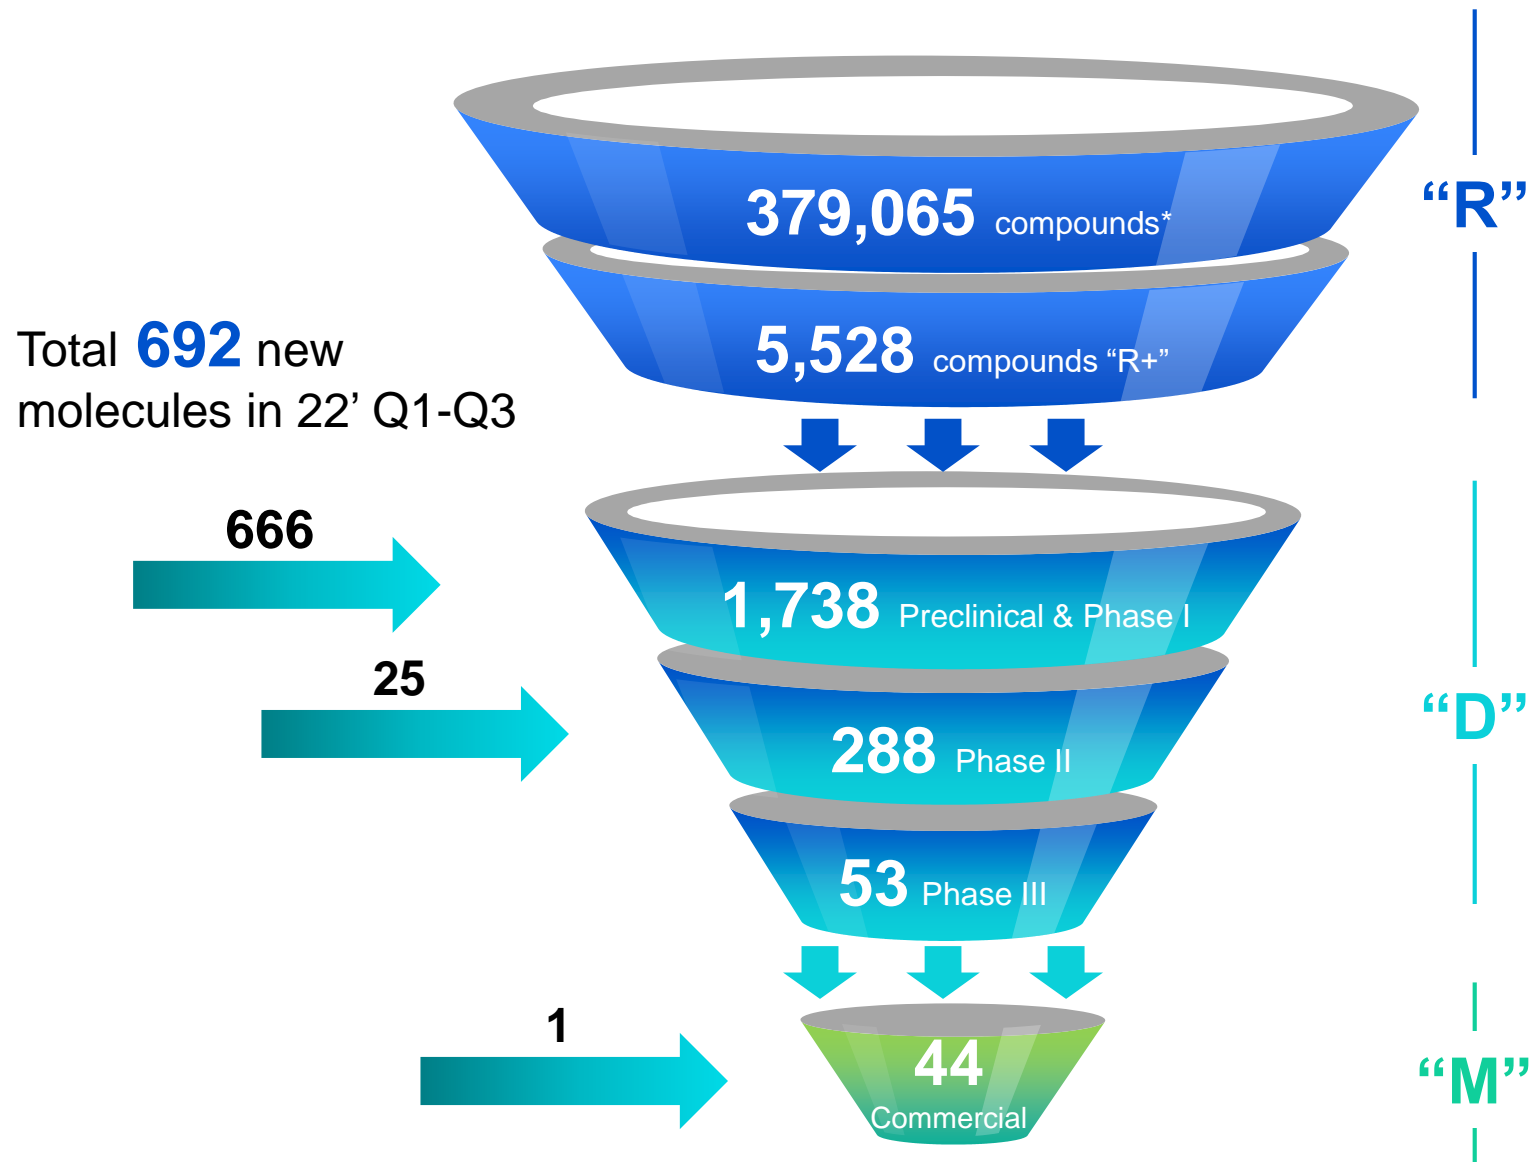 379,065 compounds*
“R”
5,528 compounds “R+”
Total 692 new
molecules in 22’ Q1-Q3
666
1,738 Preclinical & Phase I
25
“D”
288 Phase II
53 Phase III
1
44
Commercial
“M”